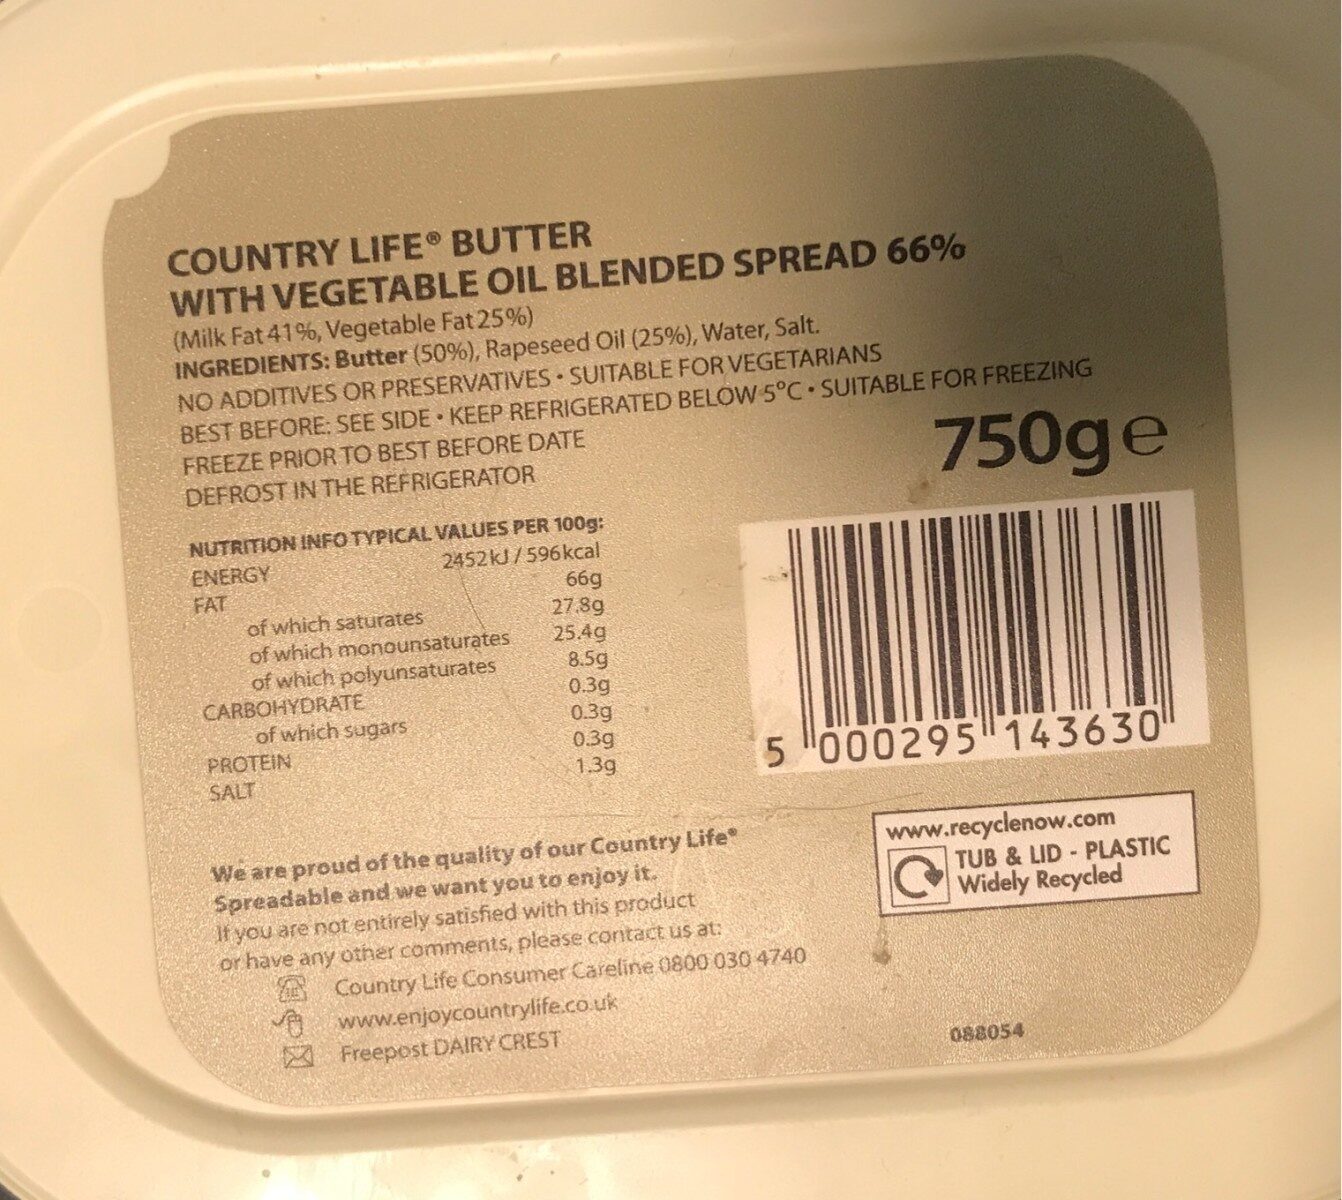 COUNTRY LIFE® BUTTER
WITH VEGETABLE OIL BLENDED SPREAD 66%
(Milk Fat 41%, Vegetable Fat 25%)
INGREDIENTS: Butter (50%), Rapeseed Oil (25%), Water, Salt.
NO ADDITIVES OR PRESERVATIVES • SUITABLE FOR VEGETARIANS
BEST BEFORE: SEE SIDE • KEEP REFRIGERATED BELOW 5°C • SUITABLE FOR FREEZING
FREEZE PRIOR TO BEST BEFORE DATE
DEFROST IN THE REFRIGERATOR
750g e
NUTRITION INFO TYPICAL VALUES PER 100g:
ENERGY 2452kJ / 596kcal
FAT 66g
of which saturates 27.8g
of which monounsaturates 25.4g
of which polyunsaturates 8.5g
CARBOHYDRATE 0.3g
of which sugars 0.3g
PROTEIN 0.3g
SALT 1.3g
5 000295 143630
www.recyclenow.com
TUB & LID - PLASTIC
Widely Recycled
We are proud of the quality of our Country Life®
Spreadable and we want you to enjoy it.
If you are not entirely satisfied with this product
or have any other comments, please contact us at:
Country Life Consumer Careline 0800 030 4740
www.enjoycountrylife.co.uk
Freepost DAIRY CREST
088054